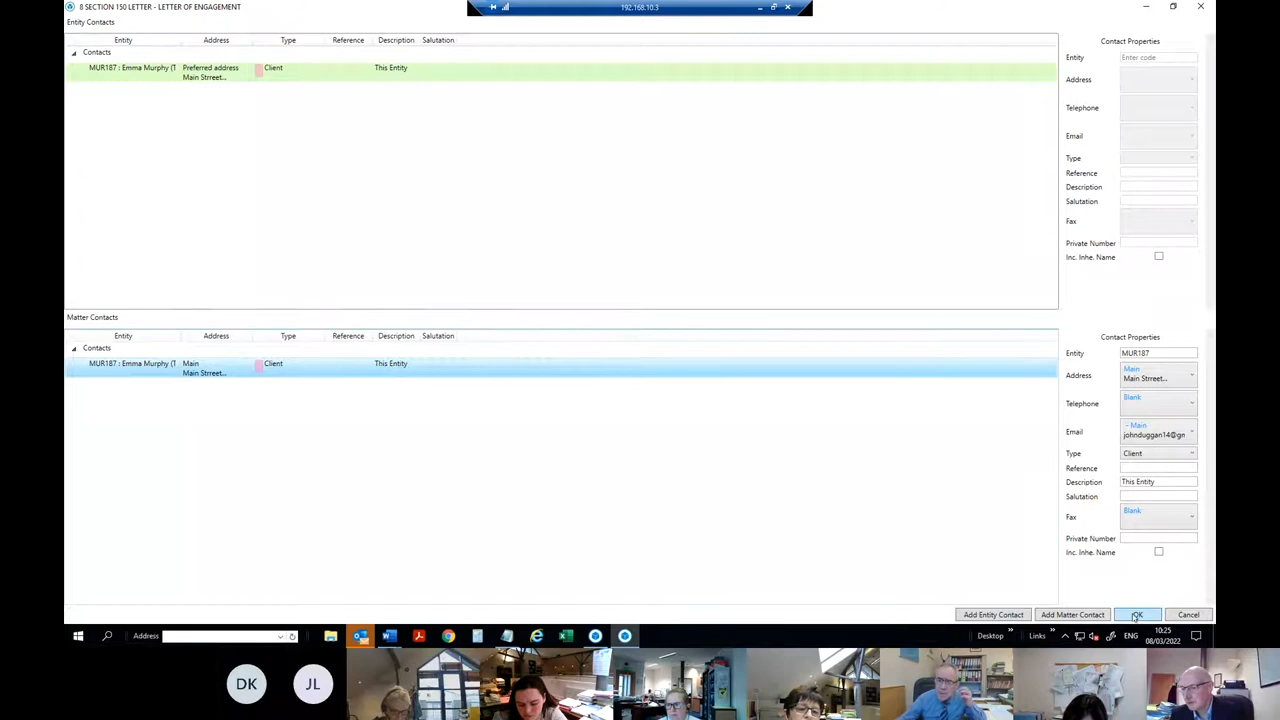 8 SECTION 150 LETTER - LETTER OF ENGAGEMENT
192.168.10.3
Entity Contacts
Entity Address Type Reference Description Salutation
Contacts
MUR187 : Emma Murphy (T Preferred address Client This Entity
Main Strreet...
Contact Properties
Entity Enter code
Address
Telephone
Email
Type
Reference
Description
Salutation
Fax
Private Number
Inc. Inhe. Name
Matter Contacts
Entity Address Type Reference Description Salutation
Contacts
MUR187 : Emma Murphy (T Main Client This Entity
Main Strreet...
Contact Properties
Entity MUR187
Address Main
Main Strreet...
Telephone Blank
Email - Main
johnduggan14@gn
Type Client
Reference
Description This Entity
Salutation
Fax Blank
Private Number
Inc. Inhe. Name
Add Entity Contact Add Matter Contact OK Cancel
Address Desktop Links ENG 10:25
08/03/2022
DK JL